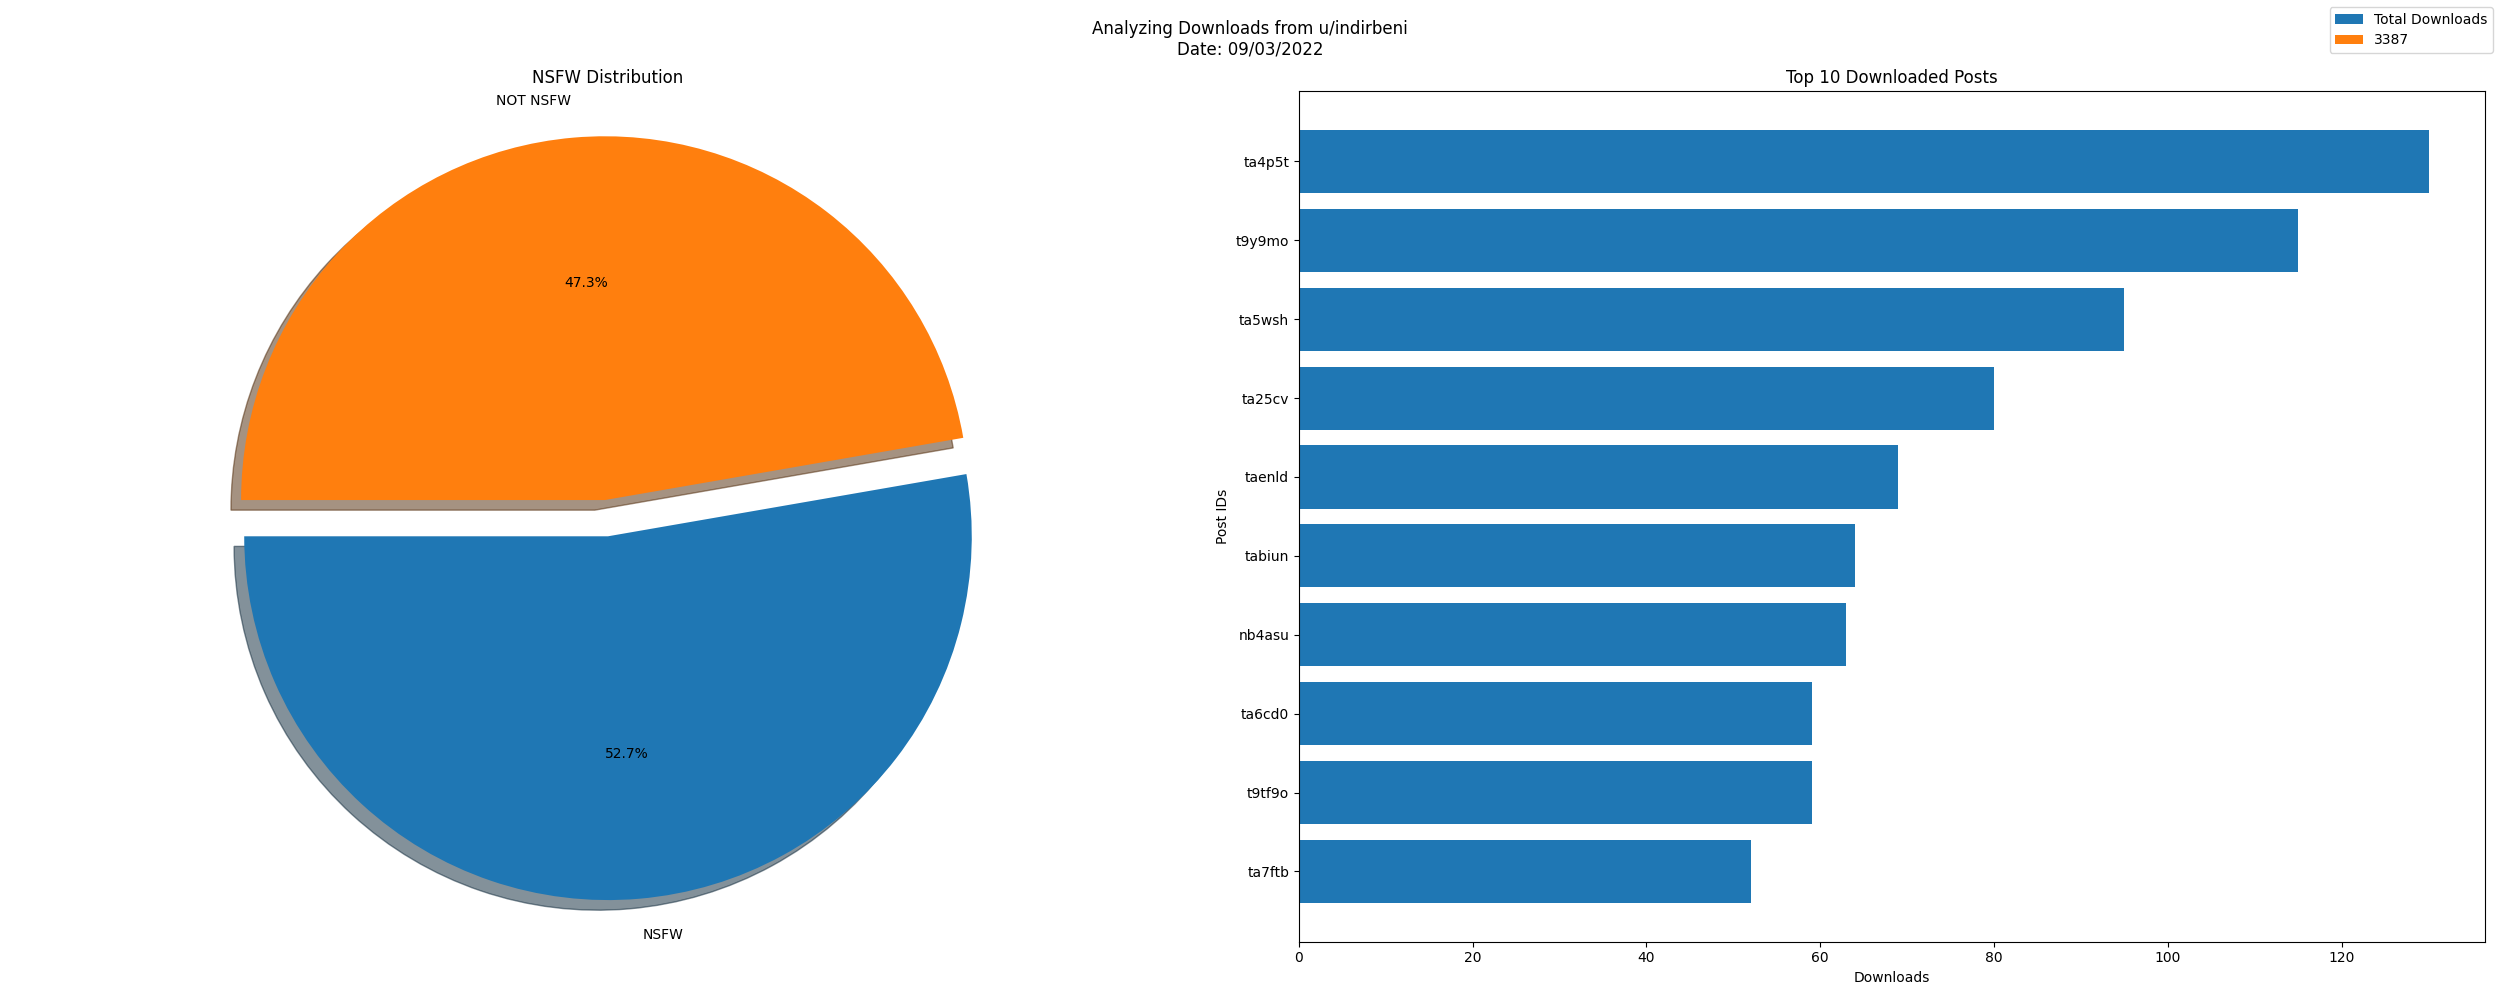 Analyzing Downloads from u/indirbeni
Date: 09/03/2022
Total Downloads
3387
NSFW Distribution
NOT NSFW
47.3%
52.7%
NSFW
Top 10 Downloaded Posts
Post IDs
ta4p5t
t9y9mo
ta5wsh
ta25cv
taenld
tabiun
nb4asu
ta6cd0
t9tf9o
ta7ftb
0 20 40 60 80 100 120
Downloads